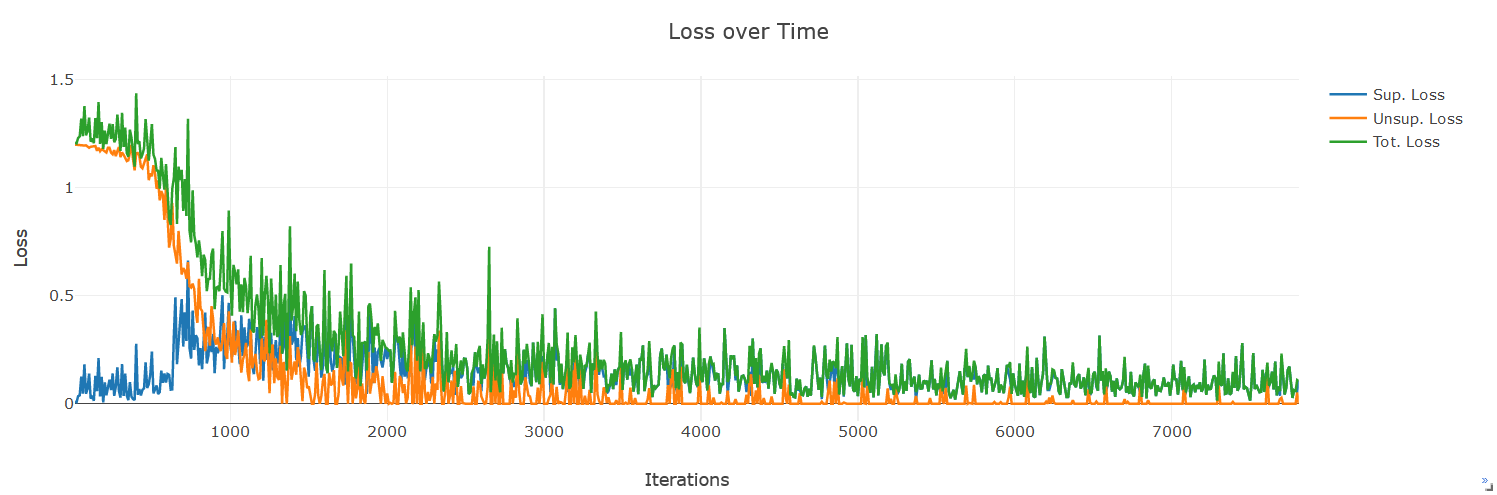 Loss over Time
1.5
1
0.5
0
Loss
1000 2000 3000 4000 5000 6000 7000
Iterations
Sup. Loss
Unsup. Loss
Tot. Loss
»